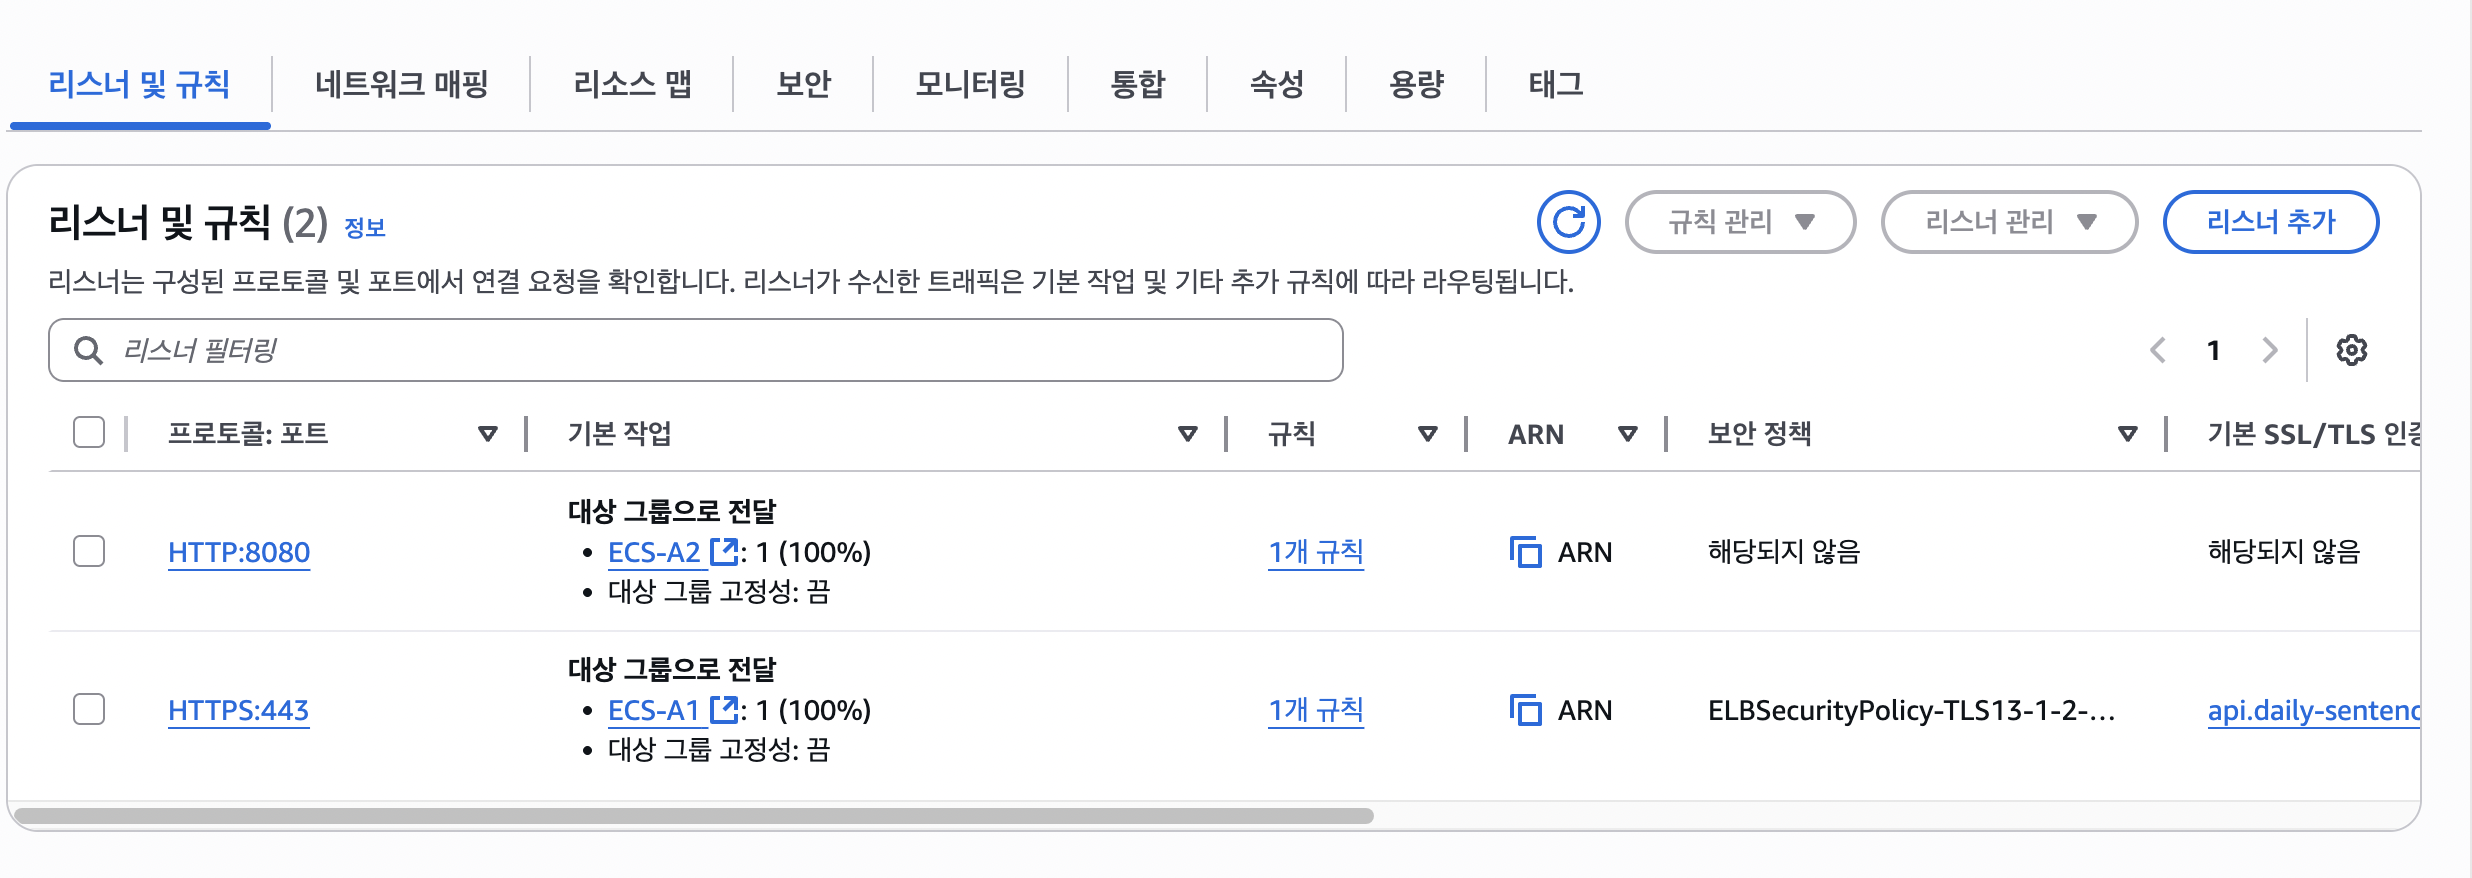 리스너 및 규칙 네트워크 매핑 리소스 맵 보안 모니터링 통합 속성 용량 태그
리스너 및 규칙 (2) 정보
규칙 관리 리스너 관리 리스너 추가
리스너는 구성된 프로토콜 및 포트에서 연결 요청을 확인합니다. 리스너가 수신한 트래픽은 기본 작업 및 기타 추가 규칙에 따라 라우팅됩니다.
리스너 필터링
1
프로토콜: 포트 기본 작업 규칙 ARN 보안 정책 기본 SSL/TLS 인증
대상 그룹으로 전달
HTTP:8080 • ECS-A2 : 1 (100%) 1개 규칙 ARN 해당되지 않음 해당되지 않음
• 대상 그룹 고정성: 끔
대상 그룹으로 전달
HTTPS:443 • ECS-A1 : 1 (100%) 1개 규칙 ARN ELBSecurityPolicy-TLS13-1-2-... api.daily-sentenc
• 대상 그룹 고정성: 끔